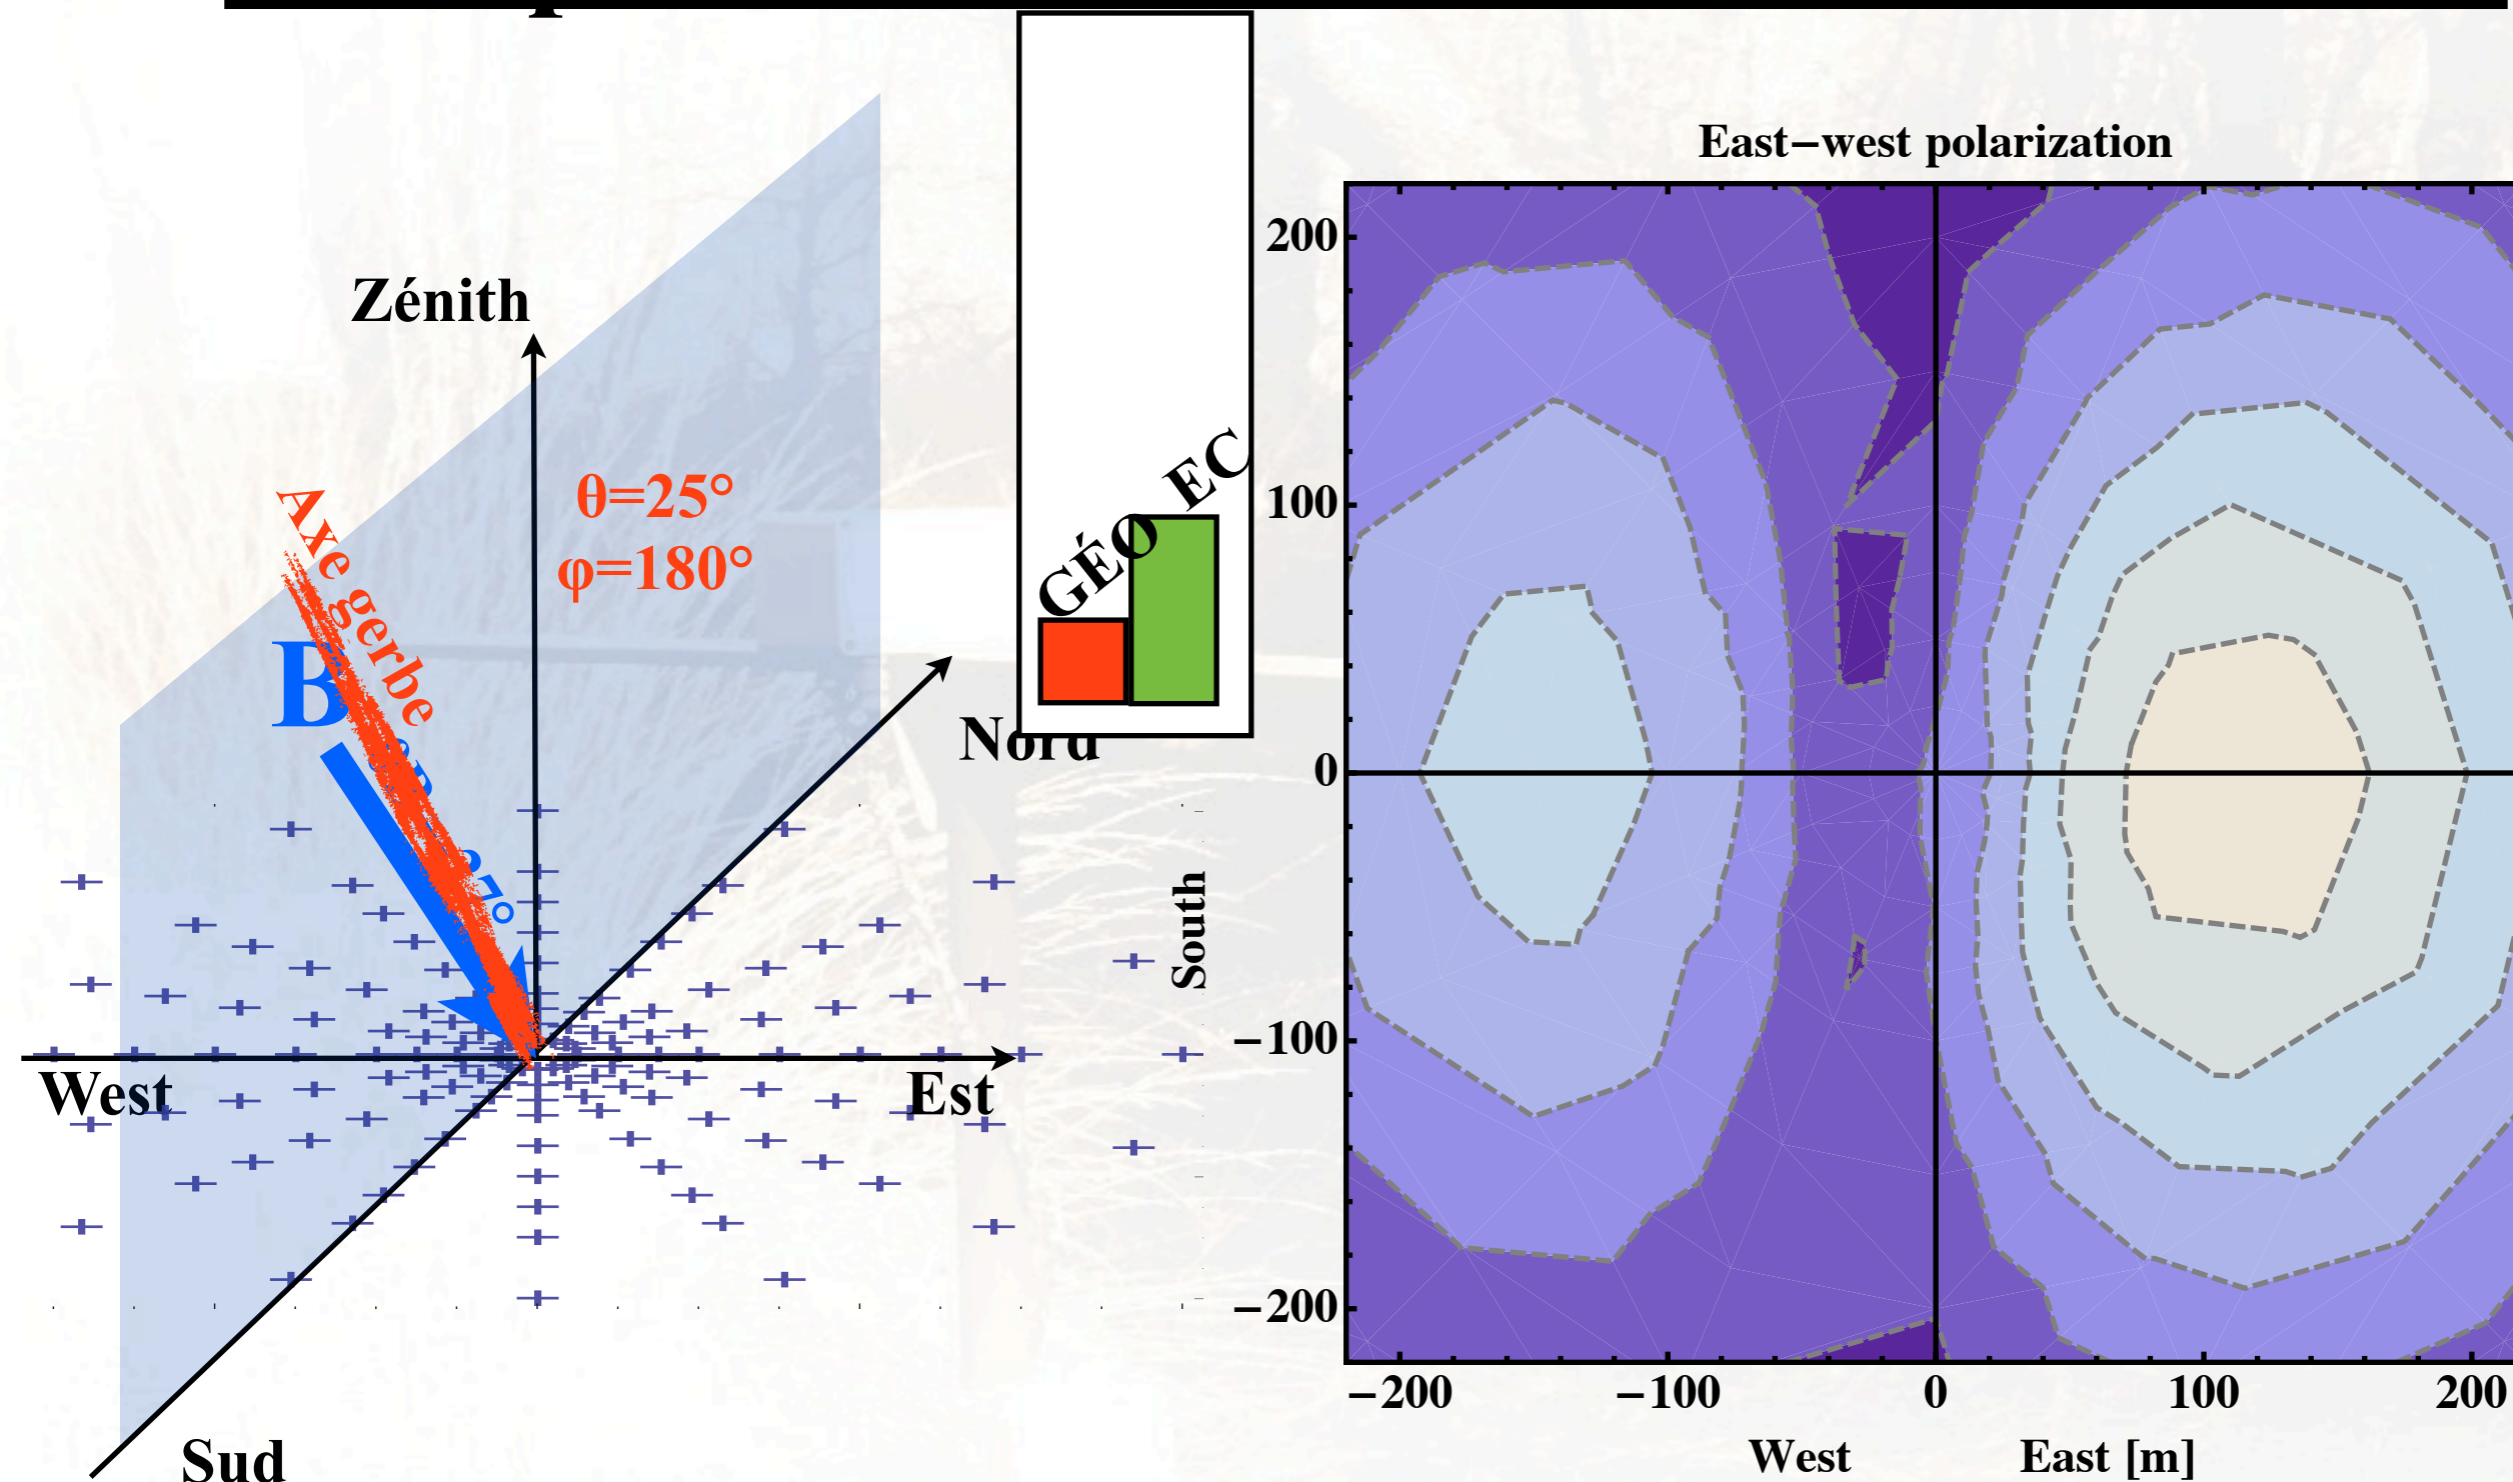 Zénith
θ=25°
φ=180°
Axe gerbe
B
27°
Nord
West
Est
Sud
GÉO
EC
East−west polarization
200
100
0
−100
−200
South
−200
−100
0
100
200
West
East [m]